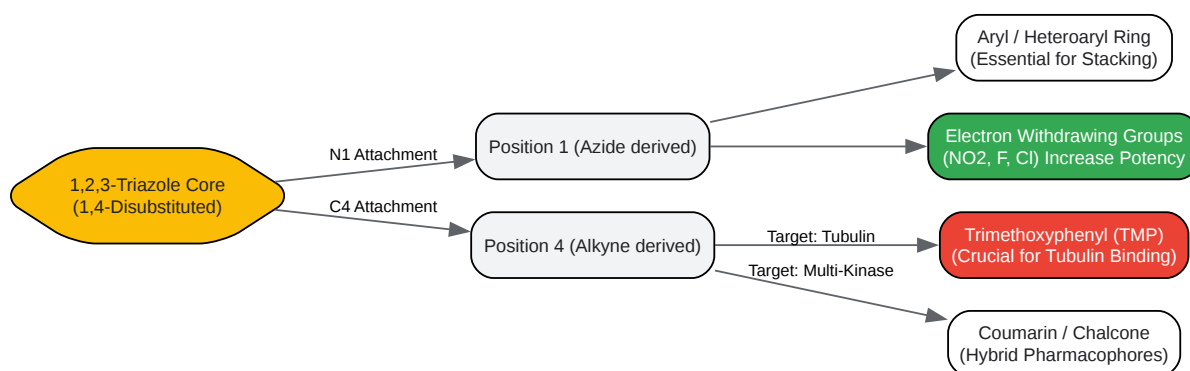 Aryl / Heteroaryl Ring
(Essential for Stacking)
N1 Attachment
Position 1 (Azide derived)
Electron Withdrawing Groups
(NO2, F, Cl) Increase Potency
1,2,3-Triazole Core
(1,4-Disubstituted)
C4 Attachment
Position 4 (Alkyne derived)
Target: Tubulin
Trimethoxyphenyl (TMP)
(Crucial for Tubulin Binding)
Target: Multi-Kinase
Coumarin / Chalcone
(Hybrid Pharmacophores)